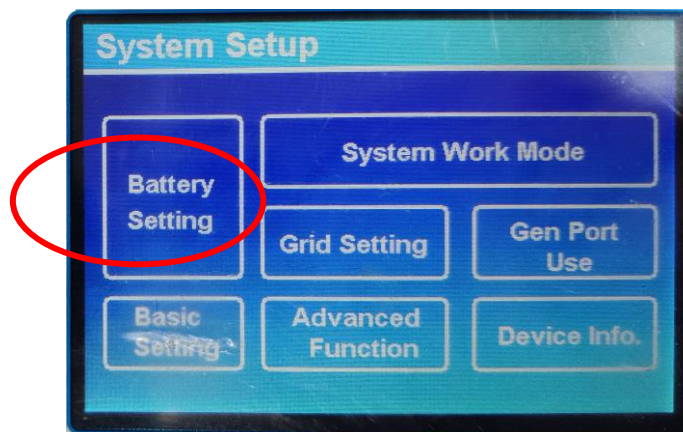 System Setup
Battery
Setting
System Work Mode
Grid Setting
Gen Port
Use
Basic
Setting
Advanced
Function
Device Info.